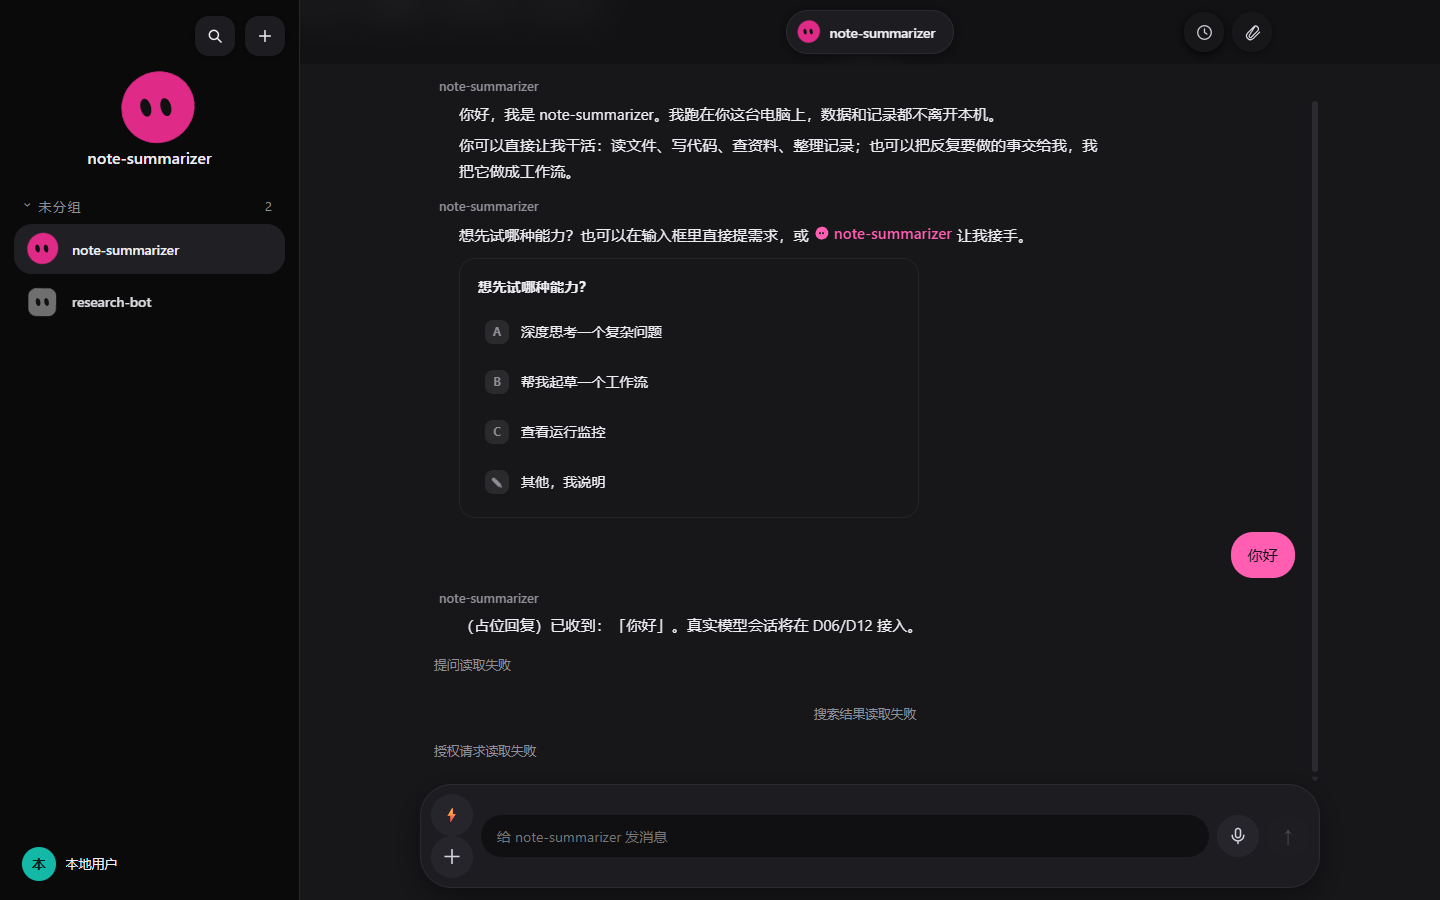 note-summarizer
note-summarizer
未分组
2
note-summarizer
research-bot
本
本地用户
note-summarizer
你好，我是 note-summarizer。我跑在你这台电脑上，数据和记录都不离开本机。
你可以直接让我干活：读文件、写代码、查资料、整理记录；也可以把反复要做的事交给我，我
把它做成工作流。
note-summarizer
想先试哪种能力？也可以在输入框里直接提需求，或 note-summarizer 让我接手。
想先试哪种能力？
A 深度思考一个复杂问题
B 帮我起草一个工作流
C 查看运行监控
其他，我说明
你好
note-summarizer
（占位回复）已收到：「你好」。真实模型会话将在 D06/D12 接入。
提问读取失败
搜索结果读取失败
授权请求读取失败
给 note-summarizer 发消息